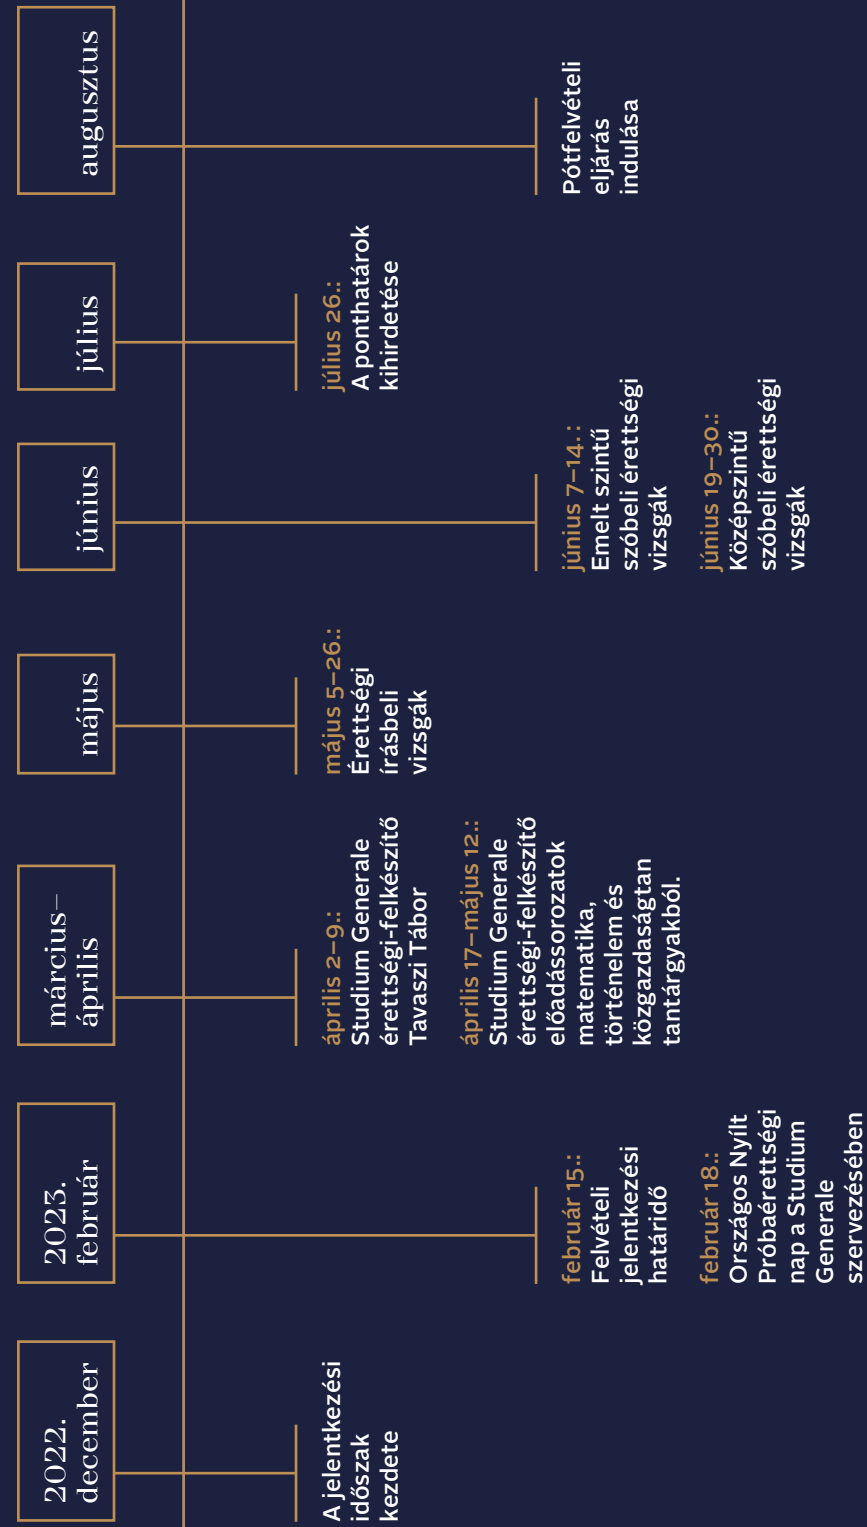 2022.
december
A jelentkezési
időszak
kezdete
2023.
február
február 15.:
Felvételi
jelentkezési
határidő
február 18.:
Országos Nyílt
Próbaérettségi
nap a Studium
Generale
szervezésében
március–
április
április 2–9.:
Studium Generale
érettségi-felkészítő
Tavaszi Tábor
április 17–május 12.:
Studium Generale
érettségi-felkészítő
előadássorozatok
matematika,
történelem és
közgazdaságtan
tantárgyakból.
május
május 5–26.:
Érettségi
írásbeli
vizsgák
június
június 7–14. :
Emelt szintű
szóbeli érettségi
vizsgák
június 19–30.:
Középszintű
szóbeli érettségi
vizsgák
július
július 26.:
A ponthatárok
kihirdetése
augusztus
Pótfelvételi
eljárás
indulása